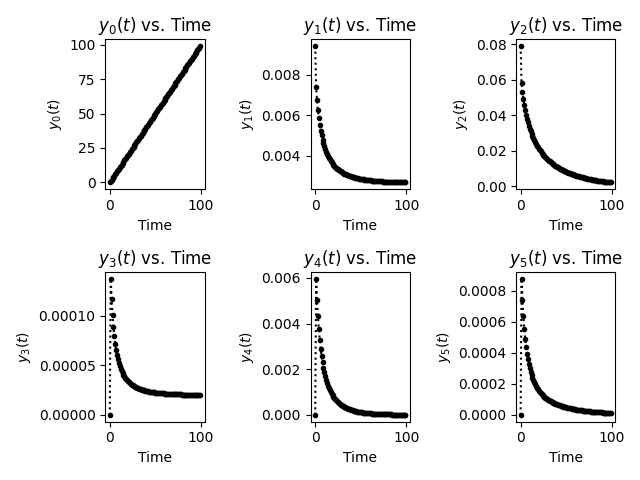 y₀(t) vs. Time
100
75
50
25
0
y₀(t)
0
100
Time
y₁(t) vs. Time
0.008
0.006
0.004
y₁(t)
0
100
Time
y₂(t) vs. Time
0.08
0.06
0.04
0.02
0.00
y₂(t)
0
100
Time
y₃(t) vs. Time
0.00010
0.00005
0.00000
y₃(t)
0
100
Time
y₄(t) vs. Time
0.006
0.004
0.002
0.000
y₄(t)
0
100
Time
y₅(t) vs. Time
0.0008
0.0006
0.0004
0.0002
0.0000
y₅(t)
0
100
Time